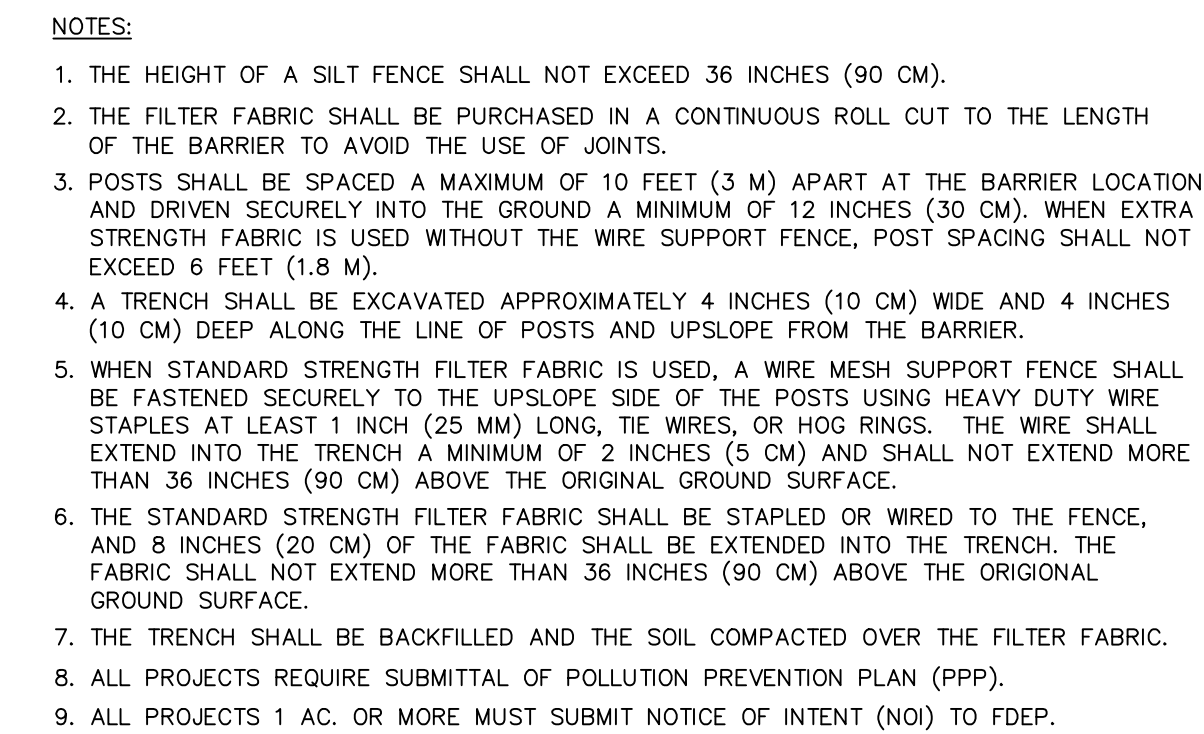 NOTES:
1. THE HEIGHT OF A SILT FENCE SHALL NOT EXCEED 36 INCHES (90 CM).
2. THE FILTER FABRIC SHALL BE PURCHASED IN A CONTINUOUS ROLL CUT TO THE LENGTH
OF THE BARRIER TO AVOID THE USE OF JOINTS.
3. POSTS SHALL BE SPACED A MAXIMUM OF 10 FEET (3 M) APART AT THE BARRIER LOCATION
AND DRIVEN SECURELY INTO THE GROUND A MINIMUM OF 12 INCHES (30 CM). WHEN EXTRA
STRENGTH FABRIC IS USED WITHOUT THE WIRE SUPPORT FENCE, POST SPACING SHALL NOT
EXCEED 6 FEET (1.8 M).
4. A TRENCH SHALL BE EXCAVATED APPROXIMATELY 4 INCHES (10 CM) WIDE AND 4 INCHES
(10 CM) DEEP ALONG THE LINE OF POSTS AND UPSLOPE FROM THE BARRIER.
5. WHEN STANDARD STRENGTH FILTER FABRIC IS USED, A WIRE MESH SUPPORT FENCE SHALL
BE FASTENED SECURELY TO THE UPSLOPE SIDE OF THE POSTS USING HEAVY DUTY WIRE
STAPLES AT LEAST 1 INCH (25 MM) LONG, TIE WIRES, OR HOG RINGS. THE WIRE SHALL
EXTEND INTO THE TRENCH A MINIMUM OF 2 INCHES (5 CM) AND SHALL NOT EXTEND MORE
THAN 36 INCHES (90 CM) ABOVE THE ORIGINAL GROUND SURFACE.
6. THE STANDARD STRENGTH FILTER FABRIC SHALL BE STAPLED OR WIRED TO THE FENCE,
AND 8 INCHES (20 CM) OF THE FABRIC SHALL BE EXTENDED INTO THE TRENCH. THE
FABRIC SHALL NOT EXTEND MORE THAN 36 INCHES (90 CM) ABOVE THE ORIGIONAL
GROUND SURFACE.
7. THE TRENCH SHALL BE BACKFILLED AND THE SOIL COMPACTED OVER THE FILTER FABRIC.
8. ALL PROJECTS REQUIRE SUBMITTAL OF POLLUTION PREVENTION PLAN (PPP).
9. ALL PROJECTS 1 AC. OR MORE MUST SUBMIT NOTICE OF INTENT (NOI) TO FDEP.